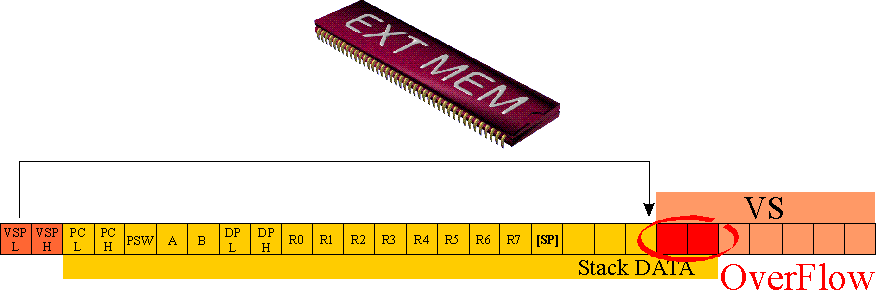 EXT MEM
VS
VSP L VSP H PC L PC H PSW A B DP L DP H R0 R1 R2 R3 R4 R5 R6 R7 [SP]
Stack DATA
OverFlow